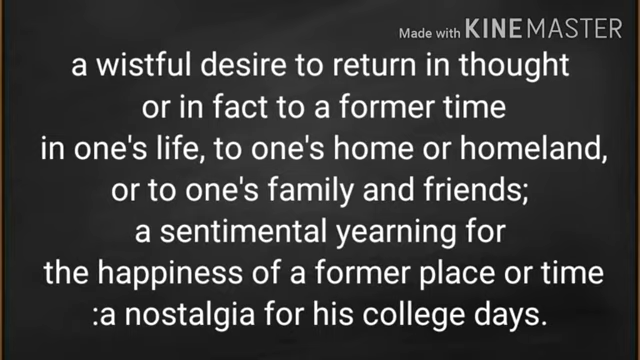 Made with KINEMASTER
a wistful desire to return in thought
or in fact to a former time
in one's life, to one's home or homeland,
or to one's family and friends;
a sentimental yearning for
the happiness of a former place or time
:a nostalgia for his college days.